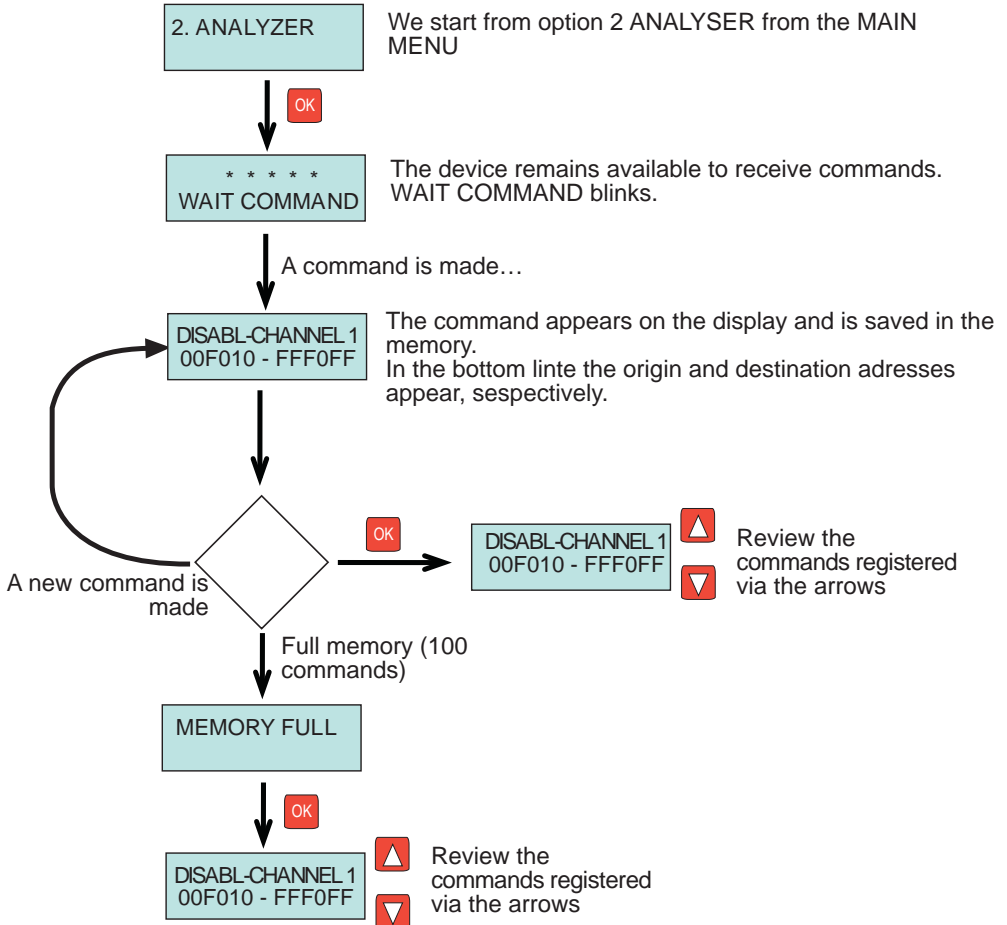 2. ANALYZER
We start from option 2 ANALYSER from the MAIN
MENU
OK
* * * * *
WAIT COMMAND
The device remains available to receive commands.
WAIT COMMAND blinks.
A command is made…
DISABL-CHANNEL 1
00F010 - FFF0FF
The command appears on the display and is saved in the
memory.
In the bottom linte the origin and destination adresses
appear, sespectively.
A new command is
made
OK
DISABL-CHANNEL 1
00F010 - FFF0FF
Review the
commands registered
via the arrows
Full memory (100
commands)
MEMORY FULL
OK
DISABL-CHANNEL 1
00F010 - FFF0FF
Review the
commands registered
via the arrows